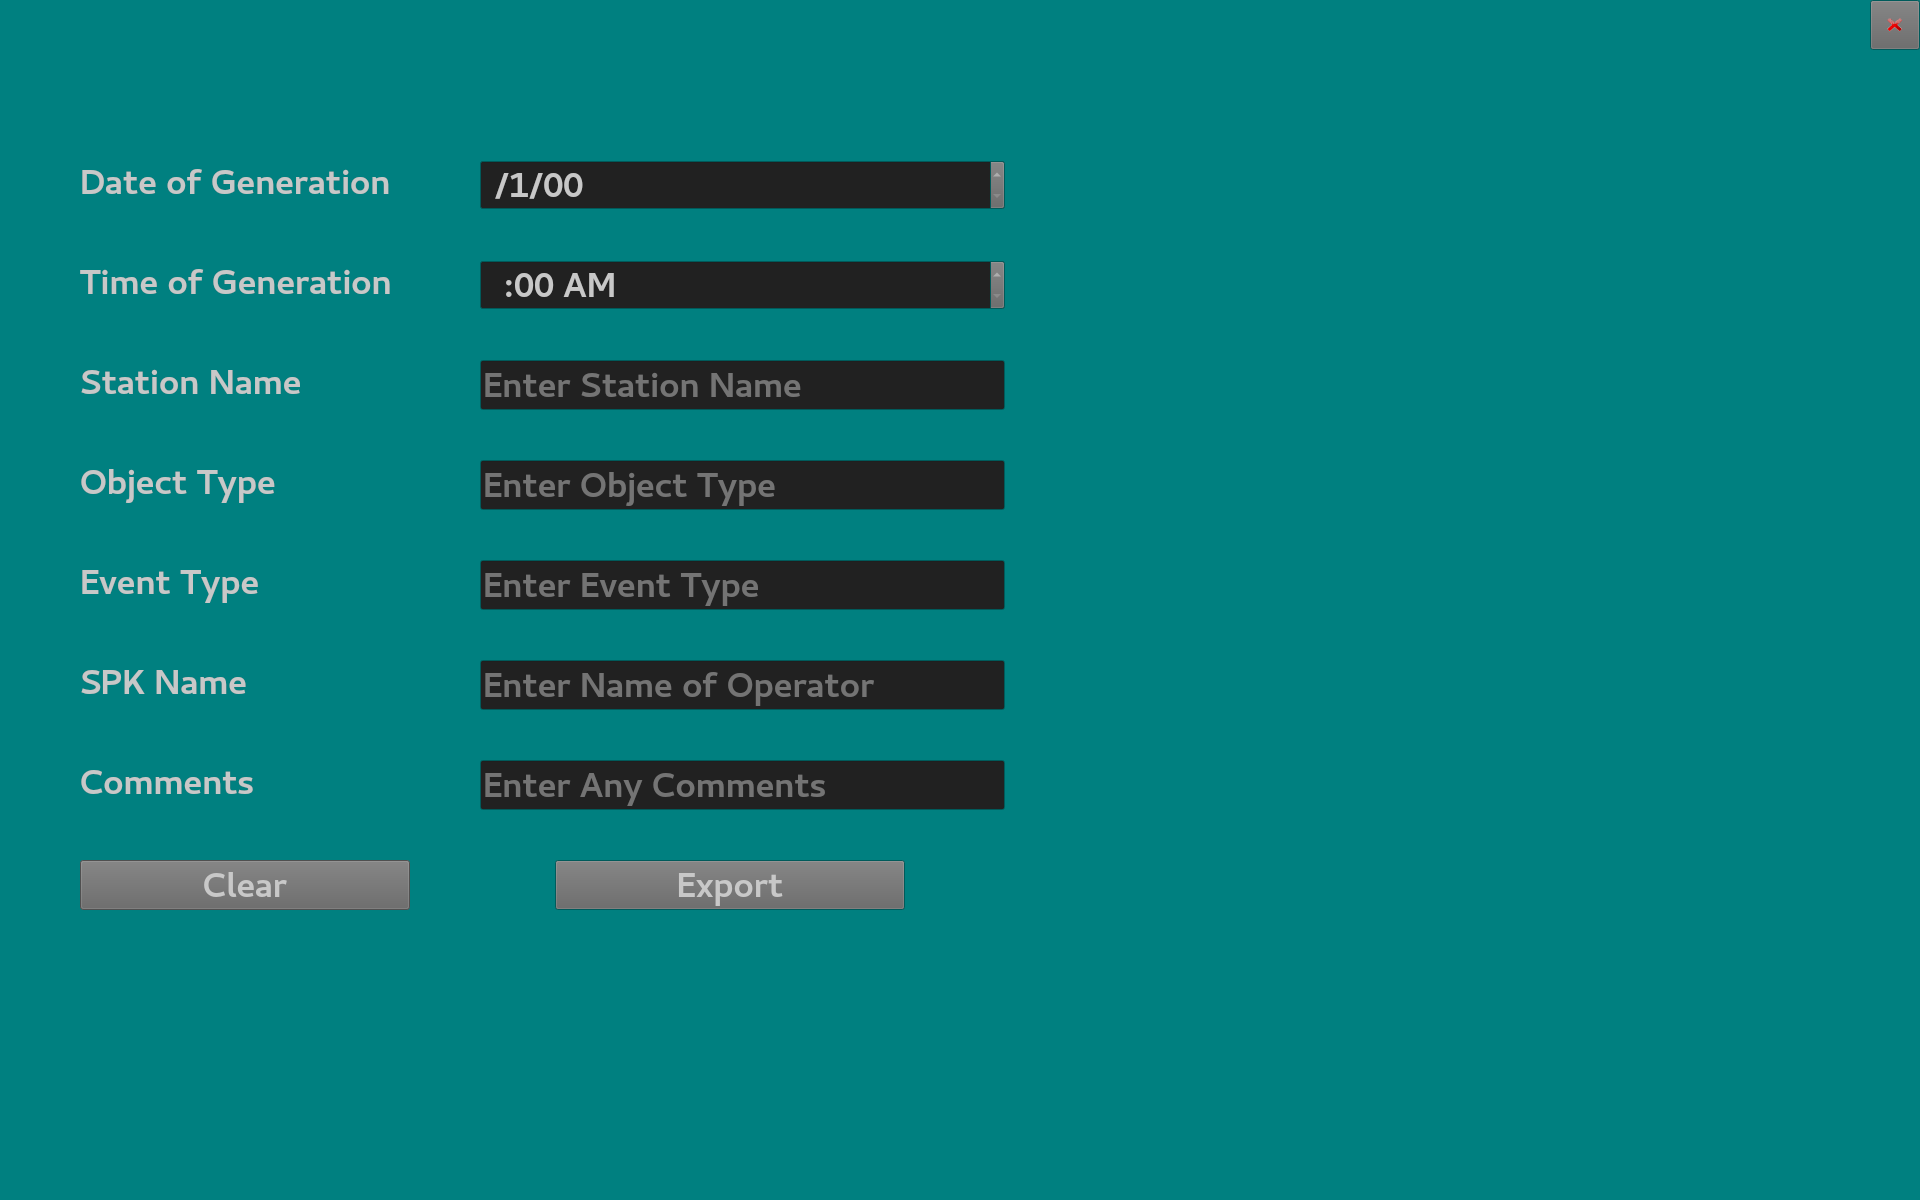 Date of Generation /1/00
Time of Generation :00 AM
Station Name Enter Station Name
Object Type Enter Object Type
Event Type Enter Event Type
SPK Name Enter Name of Operator
Comments Enter Any Comments
Clear Export